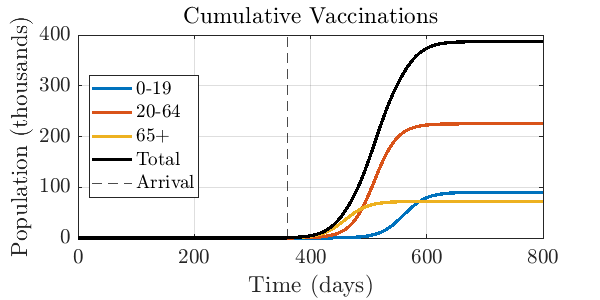 Cumulative Vaccinations
Population (thousands)
400
300
200
100
0
0-19
20-64
65+
Total
Arrival
0 200 400 600 800
Time (days)